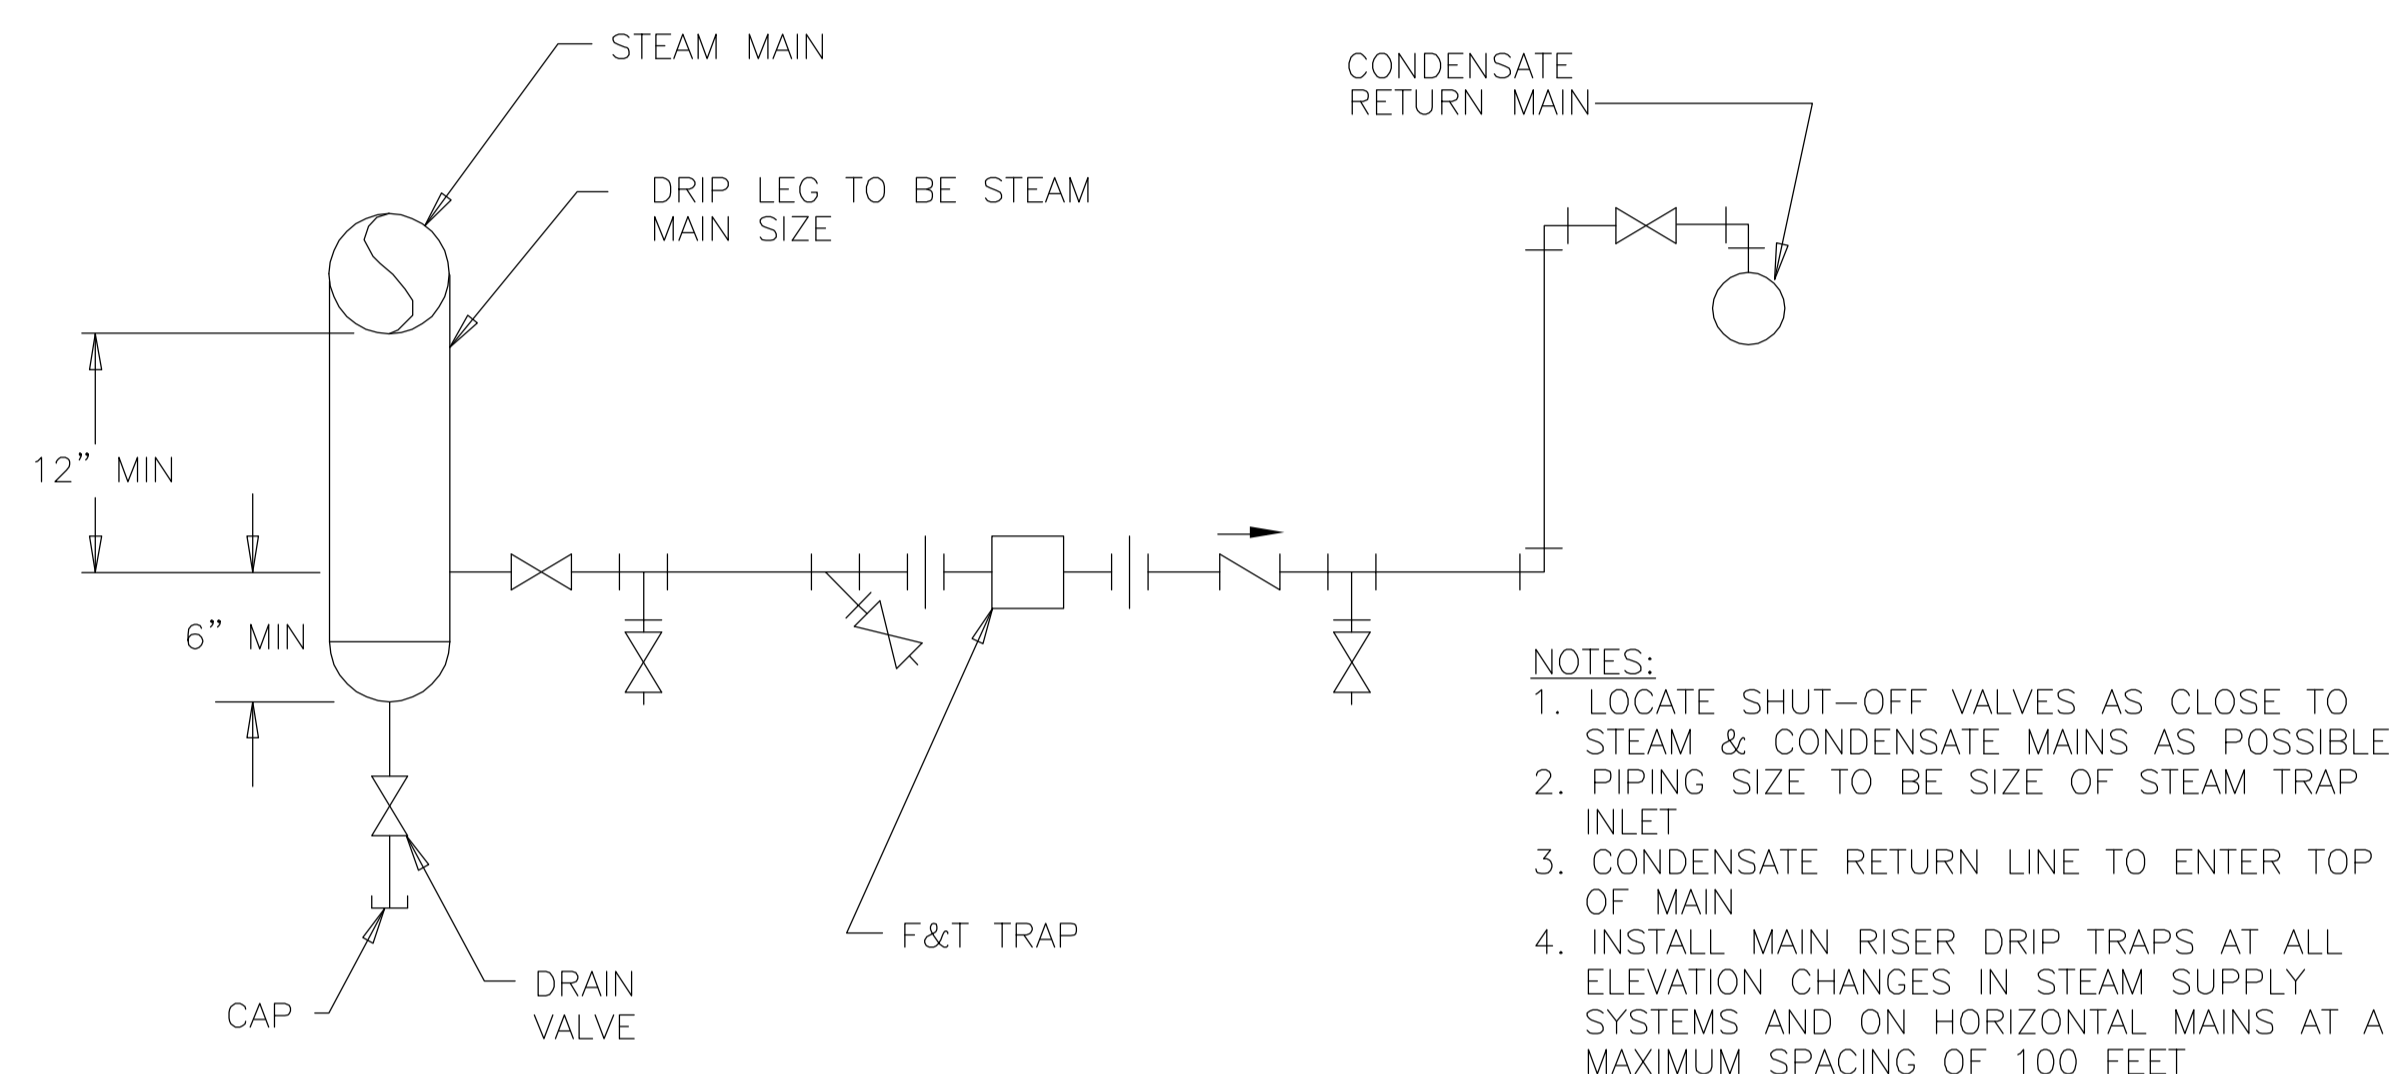 STEAM MAIN
CONDENSATE
RETURN MAIN
DRIP LEG TO BE STEAM
MAIN SIZE
12” MIN
6” MIN
F&T TRAP
DRAIN
VALVE
CAP
NOTES:
1. LOCATE SHUT-OFF VALVES AS CLOSE TO
STEAM & CONDENSATE MAINS AS POSSIBLE
2. PIPING SIZE TO BE SIZE OF STEAM TRAP
INLET
3. CONDENSATE RETURN LINE TO ENTER TOP
OF MAIN
4. INSTALL MAIN RISER DRIP TRAPS AT ALL
ELEVATION CHANGES IN STEAM SUPPLY
SYSTEMS AND ON HORIZONTAL MAINS AT A
MAXIMUM SPACING OF 100 FEET